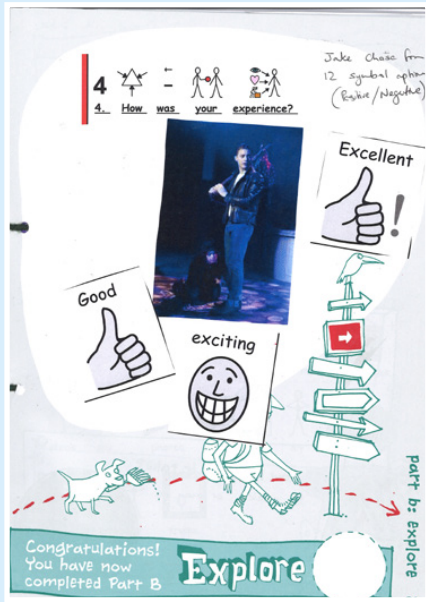 Jake chose from
12 symbol options
(Positive/Negative)
4
4. How was your experience?
Excellent
!
Good
exciting
part b: explore
Congratulations!
You have now
completed Part B
Explore